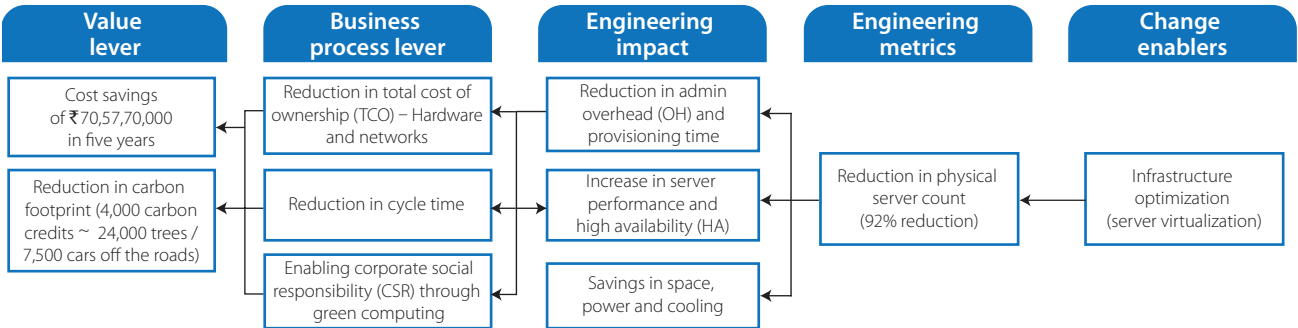 Value
lever
Business
process lever
Engineering
impact
Engineering
metrics
Change
enablers
Cost savings
of ₹70,57,70,000
in five years
Reduction in carbon
footprint (4,000 carbon
credits ~ 24,000 trees /
7,500 cars off the roads)
Reduction in total cost of
ownership (TCO) – Hardware
and networks
Reduction in cycle time
Enabling corporate social
responsibility (CSR) through
green computing
Reduction in admin
overhead (OH) and
provisioning time
Increase in server
performance and
high availability (HA)
Savings in space,
power and cooling
Reduction in physical
server count
(92% reduction)
Infrastructure
optimization
(server virtualization)